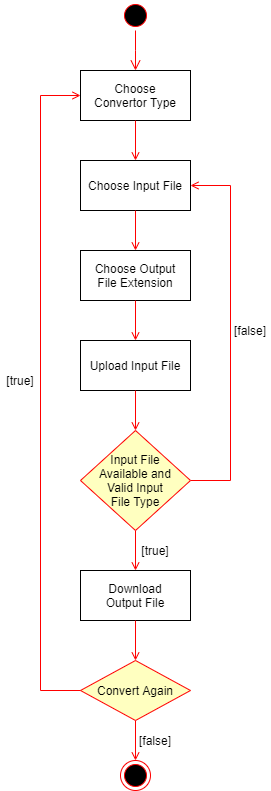 Choose
Convertor Type
Choose Input File
Choose Output
File Extension
Upload Input File
Input File
Available and
Valid Input
File Type
[false]
[true]
[true]
Download
Output File
Convert Again
[false]